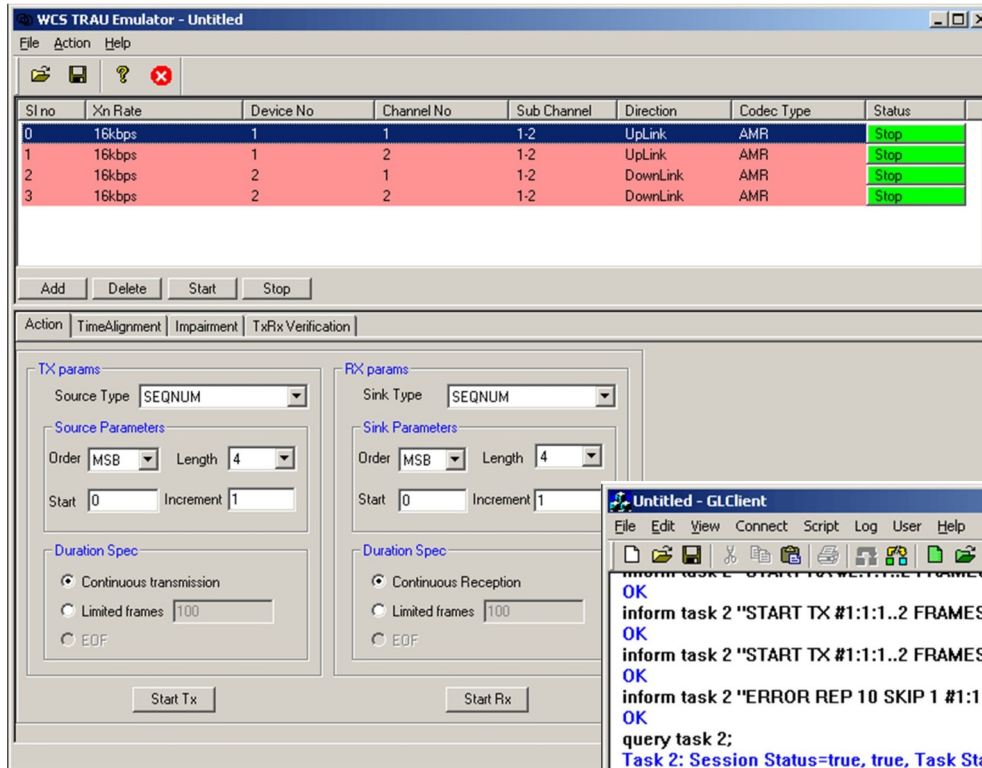 WCS TRAU Emulator - Untitled
File Action Help
Sl no Xn Rate Device No Channel No Sub Channel Direction Codec Type Status
0 16kbps 1 1 1-2 UpLink AMR Stop
1 16kbps 1 2 1-2 UpLink AMR Stop
2 16kbps 2 1 1-2 DownLink AMR Stop
3 16kbps 2 2 1-2 DownLink AMR Stop
Add Delete Start Stop
Action TimeAlignment Impairment TxRx Verification
TX params
Source Type SEQNUM
Source Parameters
Order MSB Length 4
Start 0 Increment 1
Duration Spec
Continuous transmission
Limited frames 100
EOF
Start Tx
RX params
Sink Type SEQNUM
Sink Parameters
Order MSB Length 4
Start 0 Increment 1
Duration Spec
Continuous Reception
Limited frames 100
EOF
Start Rx
Untitled - GLClient
File Edit View Connect Script Log User Help
OK
inform task 2 "START TX #1:1:1..2 FRAMES
OK
inform task 2 "START TX #1:1:1..2 FRAMES
OK
inform task 2 "ERROR REP 10 SKIP 1 #1:1
OK
query task 2;
Task 2: Session Status=true, true, Task Sta